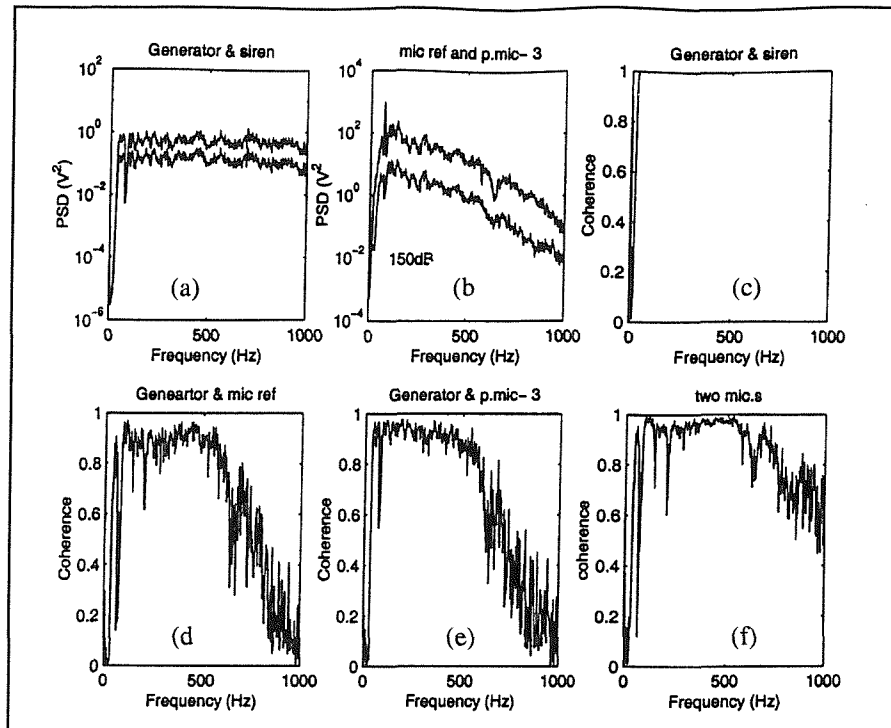 Generator & siren
10^2
10^0
10^-2
10^-4
10^-6
PSD (V^2)
(a)
0
500
1000
Frequency (Hz)
mic ref and p.mic- 3
10^4
10^2
10^0
10^-2
10^-4
PSD (V^2)
150dB
(b)
0
500
1000
Frequency (Hz)
Generator & siren
1
0.8
0.6
0.4
0.2
0
Coherence
(c)
0
500
1000
Frequency (Hz)
Geneartor & mic ref
1
0.8
0.6
0.4
0.2
0
Coherence
(d)
0
500
1000
Frequency (Hz)
Generator & p.mic- 3
1
0.8
0.6
0.4
0.2
0
Coherence
(e)
0
500
1000
Frequency (Hz)
two mic.s
1
0.8
0.6
0.4
0.2
0
coherence
(f)
0
500
1000
Frequency (Hz)